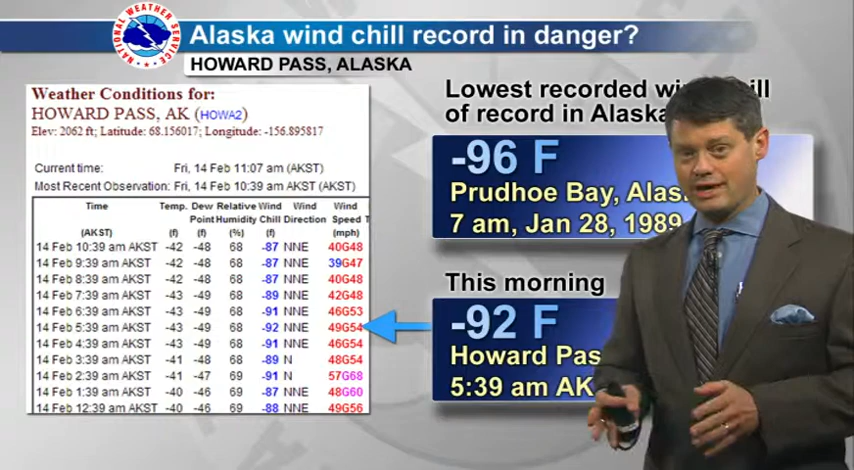 NATIONAL WEATHER SERVICE
Alaska wind chill record in danger?
HOWARD PASS, ALASKA
Weather Conditions for:
HOWARD PASS, AK (HOWA2)
Elev: 2062 ft; Latitude: 68.156017; Longitude: -156.895817
Current time: Fri, 14 Feb 11:07 am (AKST)
Most Recent Observation: Fri, 14 Feb 10:39 am AKST (AKST)
Time Temp. Dew Relative Wind Wind Wind
Point Humidity Chill Direction Speed T
(AKST) (f) (f) (%) (f) (mph)
14 Feb 10:39 am AKST -42 -48 68 -87 NNE 40G48
14 Feb 9:39 am AKST -42 -48 68 -87 NNE 39G47
14 Feb 8:39 am AKST -42 -48 68 -87 NNE 40G48
14 Feb 7:39 am AKST -43 -49 68 -89 NNE 42G48
14 Feb 6:39 am AKST -43 -49 68 -91 NNE 46G53
14 Feb 5:39 am AKST -43 -49 68 -92 NNE 49G54
14 Feb 4:39 am AKST -43 -49 68 -91 NNE 46G54
14 Feb 3:39 am AKST -41 -48 68 -89 N 48G54
14 Feb 2:39 am AKST -41 -47 69 -91 N 57G68
14 Feb 1:39 am AKST -40 -46 69 -87 NNE 48G60
14 Feb 12:39 am AKST -40 -46 69 -88 NNE 49G56
Lowest recorded wi ill
of record in Alaska
-96 F
Prudhoe Bay, Alas
7 am, Jan 28, 1989
This morning
-92 F
Howard Pas
5:39 am AK